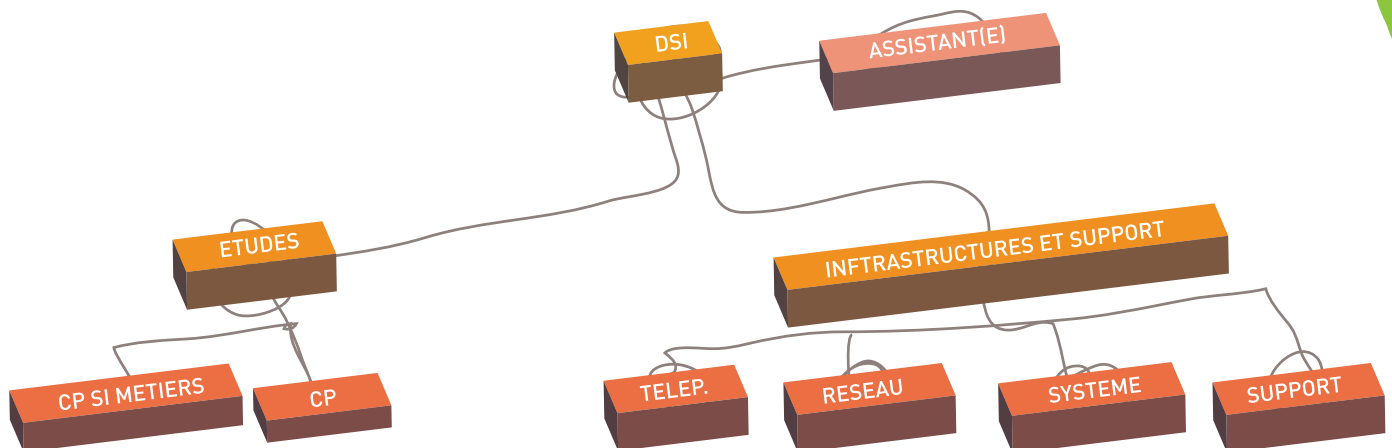 DSI
ASSISTANT(E)
ETUDES
INFTRASTRUCTURES ET SUPPORT
CP SI METIERS
CP
TELEP.
RESEAU
SYSTEME
SUPPORT